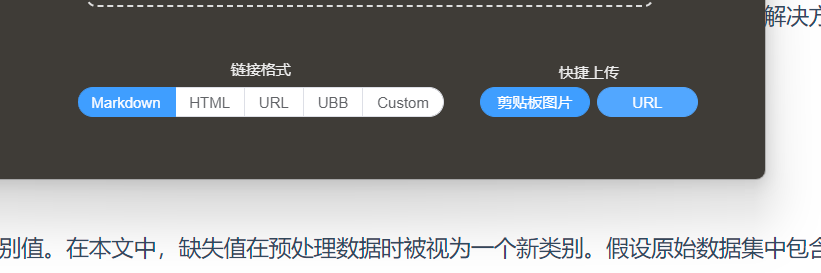 解决方
链接格式
快捷上传
Markdown HTML URL UBB Custom 剪贴板图片 URL
别值。在本文中，缺失值在预处理数据时被视为一个新类别。假设原始数据集中包含